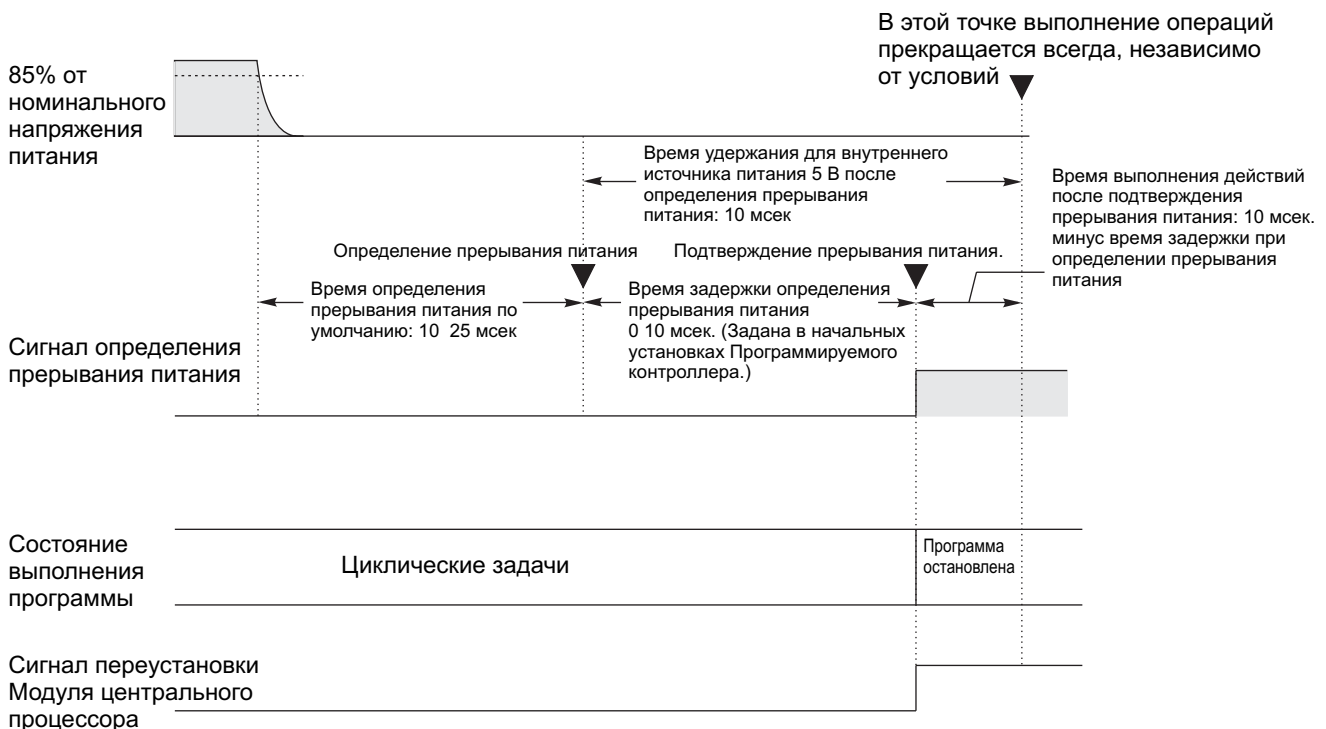 В этой точке выполнение операций
прекращается всегда, независимо
от условий
85% от
номинального
напряжения
питания
Время удержания для внутреннего
источника питания 5 В после
определения прерывания
питания: 10 мсек
Время выполнения действий
после подтверждения
прерывания питания: 10 мсек.
минус время задержки при
определении прерывания
питания
Определение прерывания питания
Подтверждение прерывания питания.
Время определения
прерывания питания по
умолчанию: 10 25 мсек
Время задержки определения
прерывания питания
0 10 мсек. (Задана в начальных
установках Программируемого
контроллера.)
Сигнал определения
прерывания питания
Состояние
выполнения
программы
Циклические задачи
Программа
остановлена
Сигнал переустановки
Модуля центрального
процессора